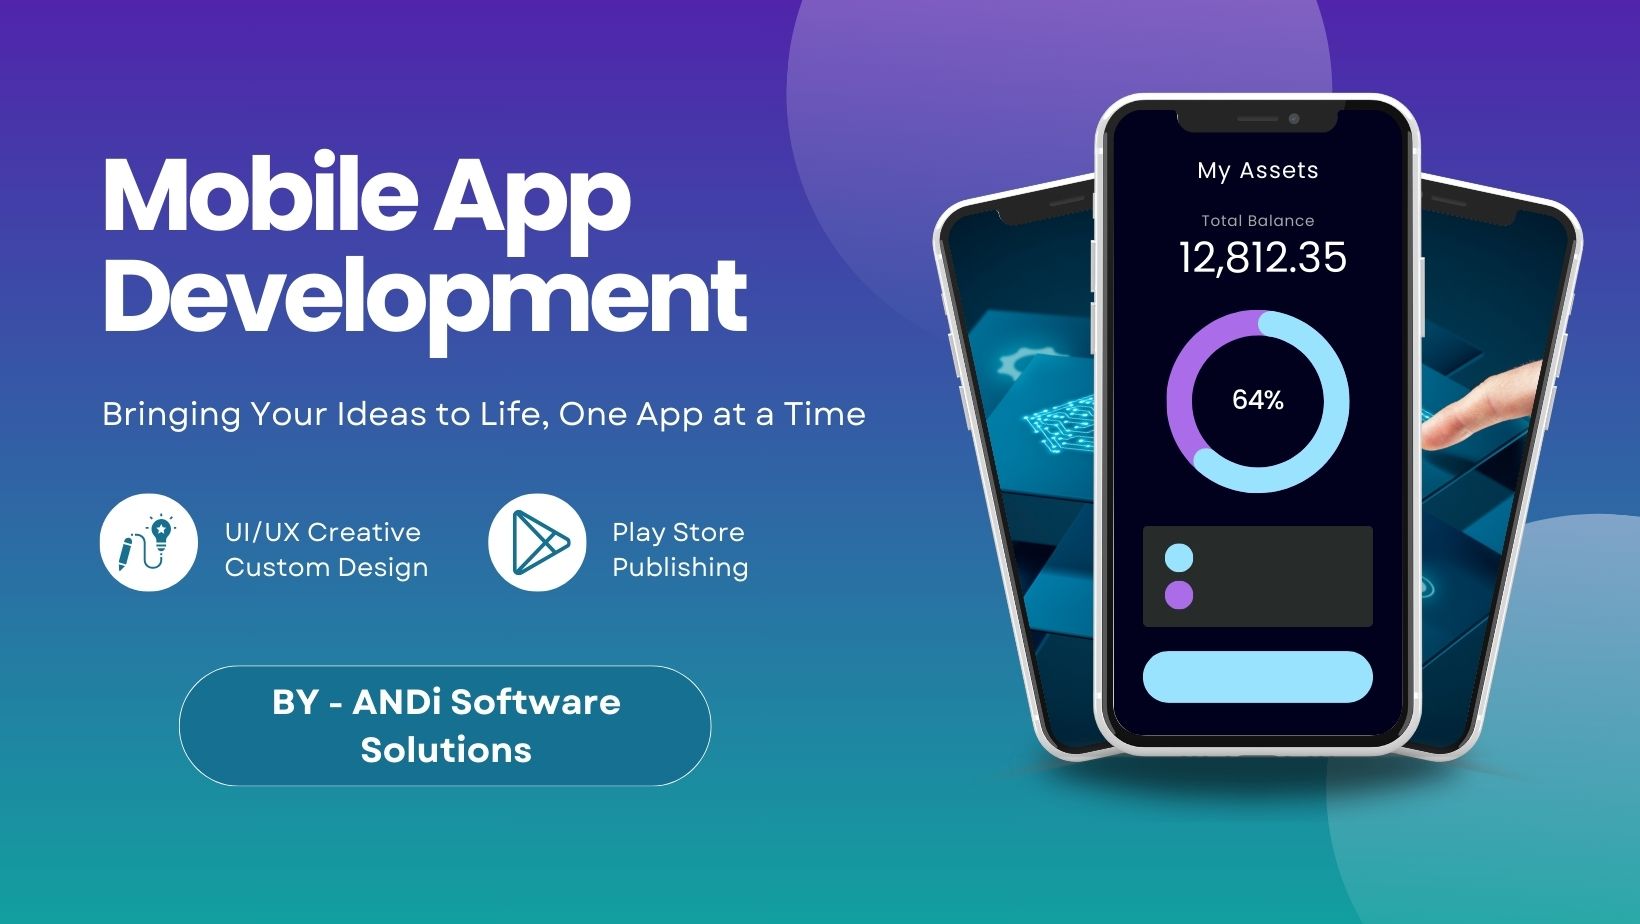 Mobile App
Development
Bringing Your Ideas to Life, One App at a Time
UI/UX Creative
Custom Design
Play Store
Publishing
BY - ANDi Software
Solutions
My Assets
Total Balance
12,812.35
64%